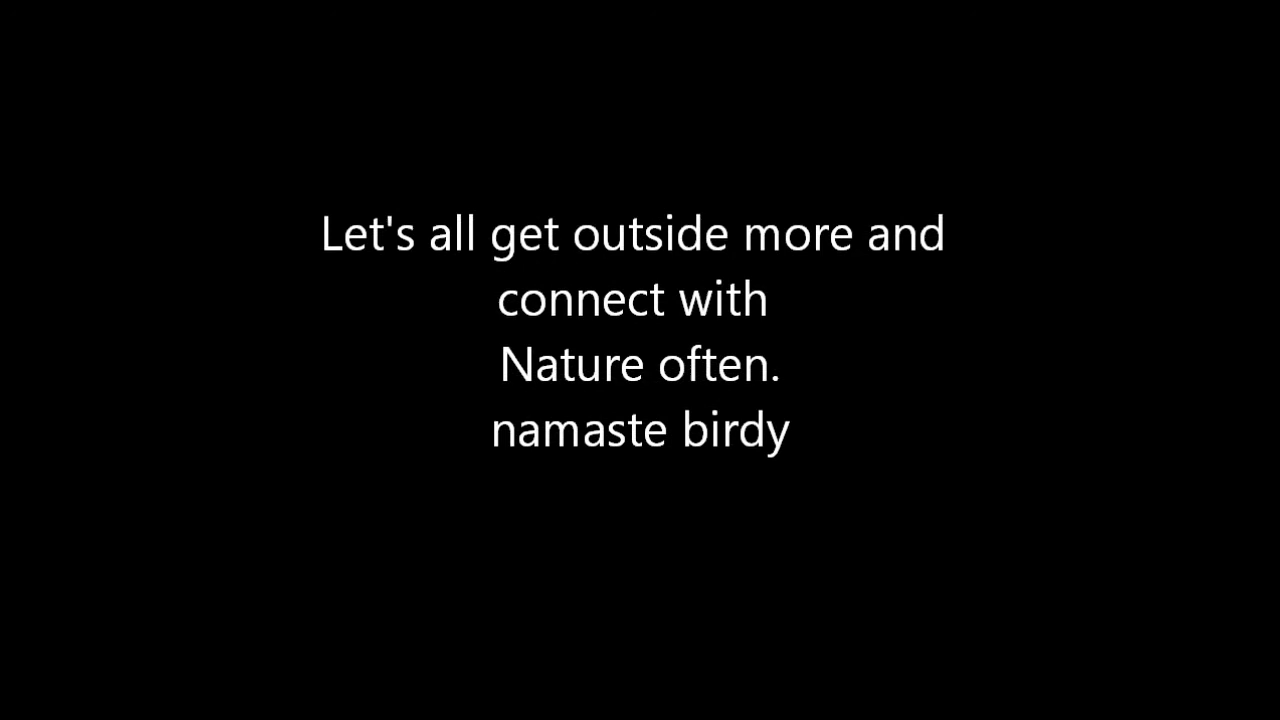 Let's all get outside more and
connect with
Nature often.
namaste birdy